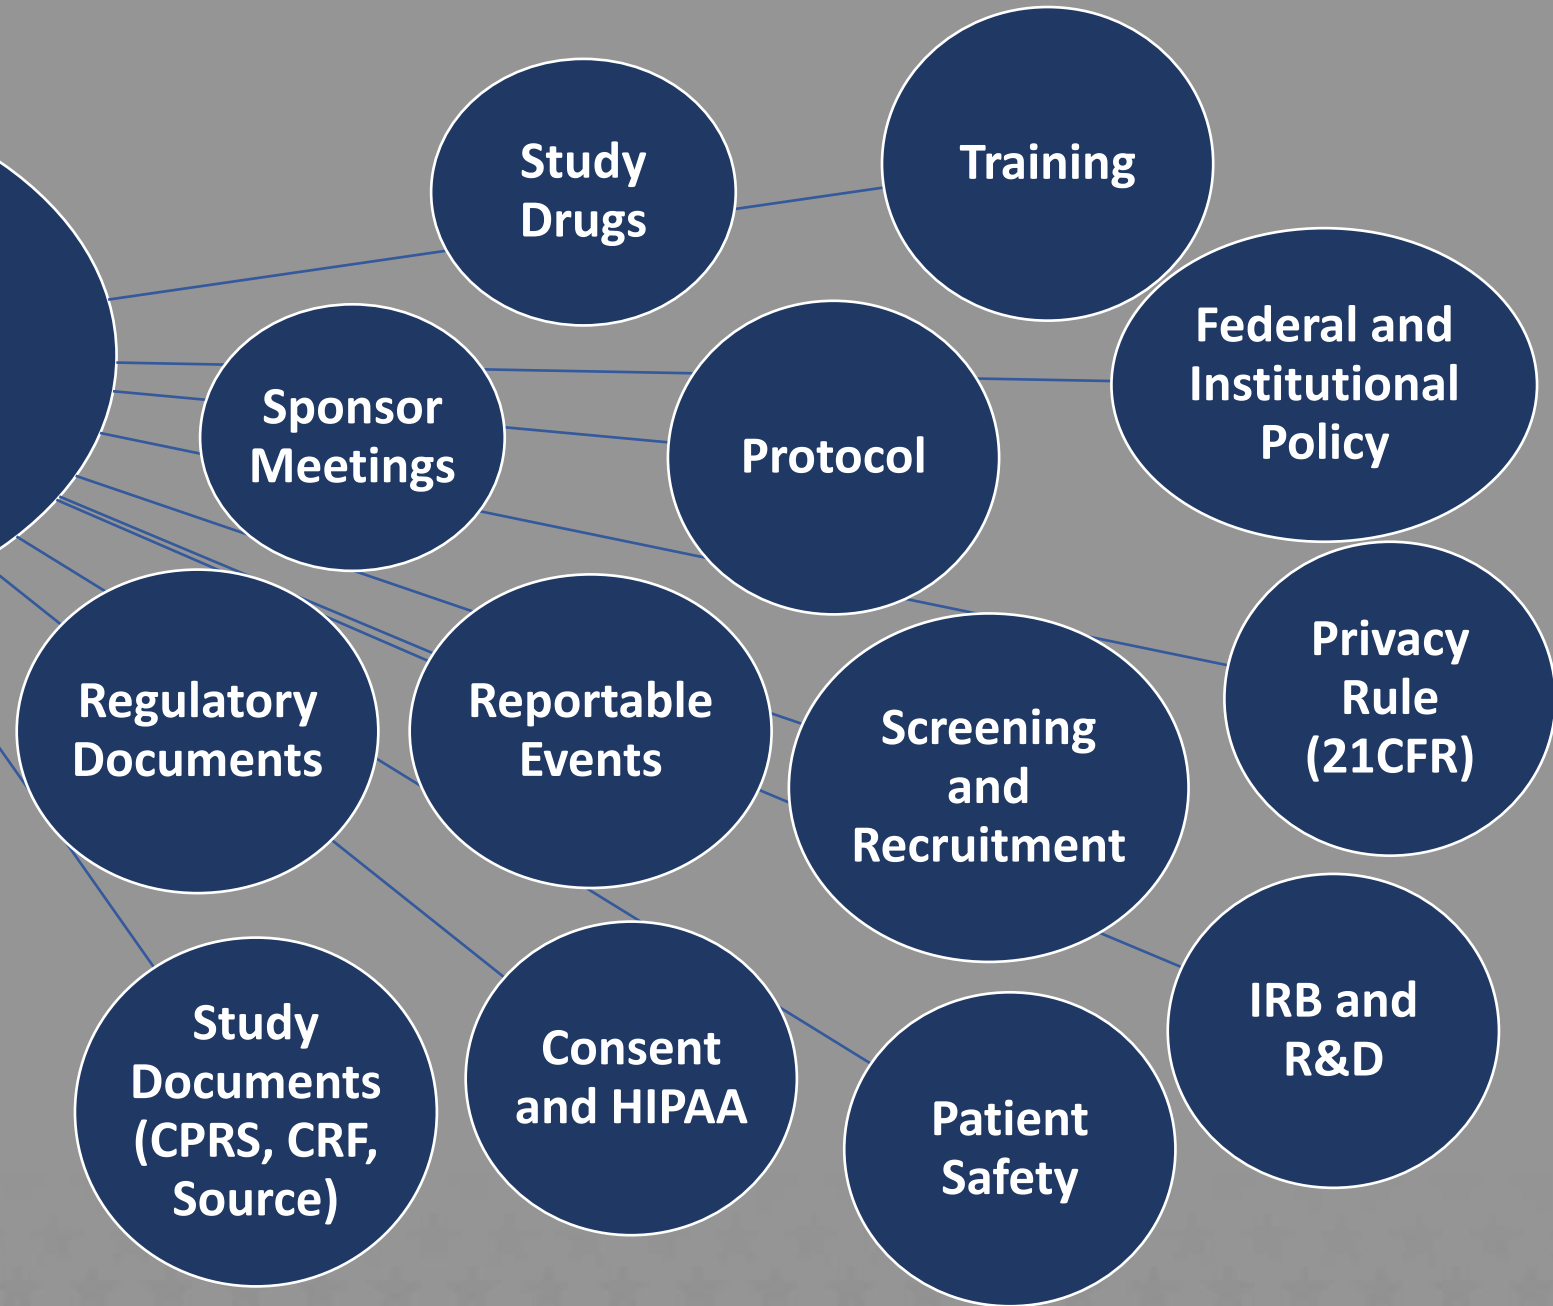 Study
Drugs
Training
Federal and
Institutional
Policy
Sponsor
Meetings
Protocol
Privacy
Rule
(21CFR)
Regulatory
Documents
Reportable
Events
Screening
and
Recruitment
IRB and
R&D
Study
Documents
(CPRS, CRF,
Source)
Consent
and HIPAA
Patient
Safety